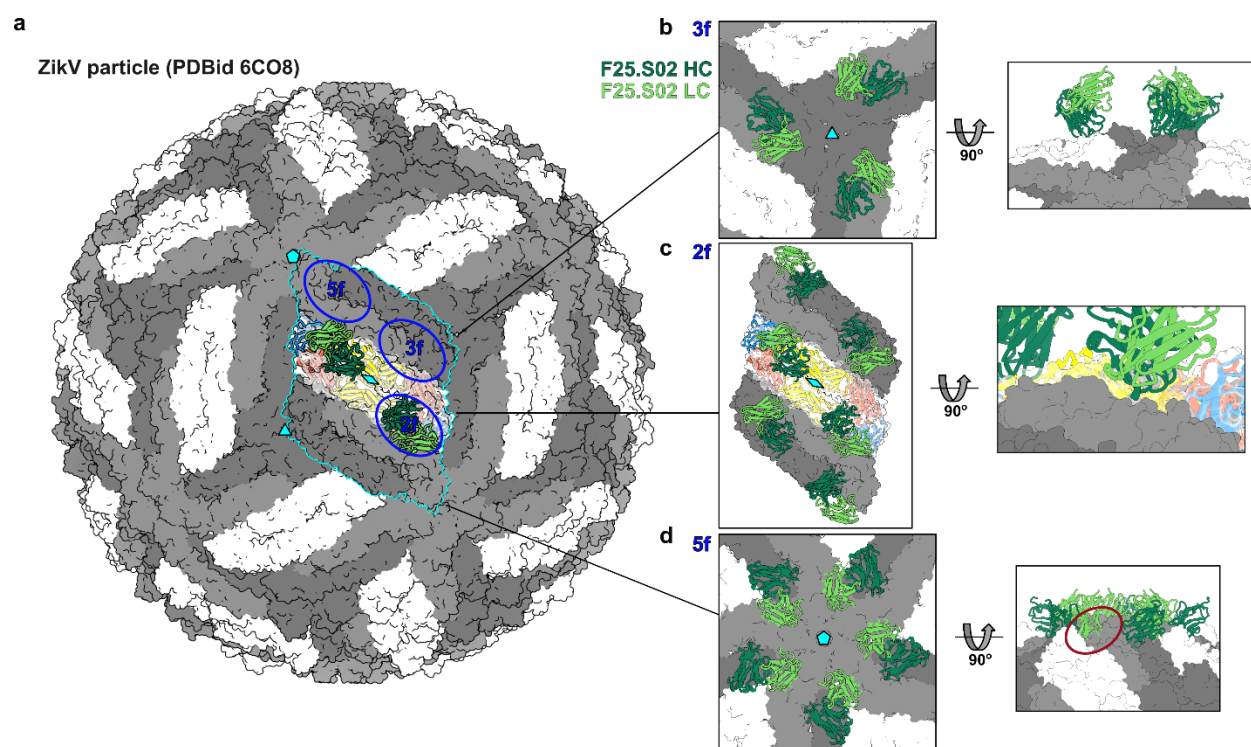 a
ZikV particle (PDBid 6CO8)
5f
3f
2f
b
3f
F25.S02 HC
F25.S02 LC
90°
c
2f
90°
d
5f
90°